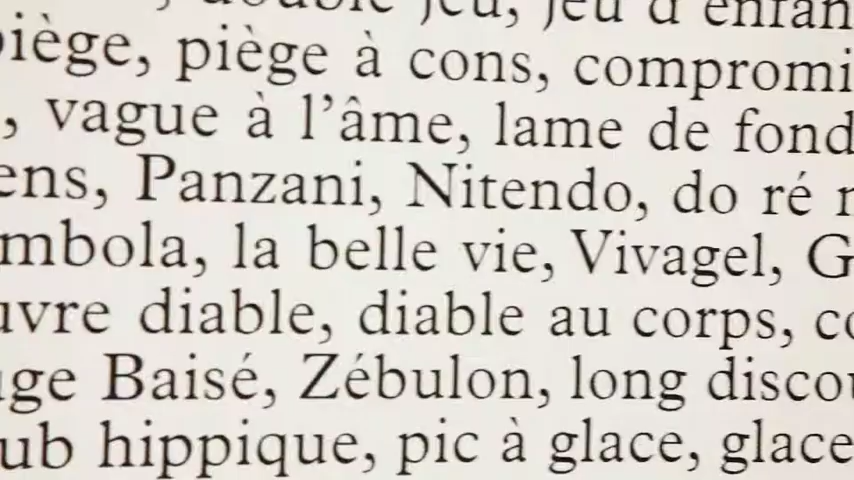 , double jeu, jeu d'enfan
piège, piège à cons, compromi
, vague à l'âme, lame de fond
ens, Panzani, Nitendo, do ré
mbola, la belle vie, Vivagel, G
uvre diable, diable au corps, co
ge Baisé, Zébulon, long discou
ub hippique, pic à glace, glace